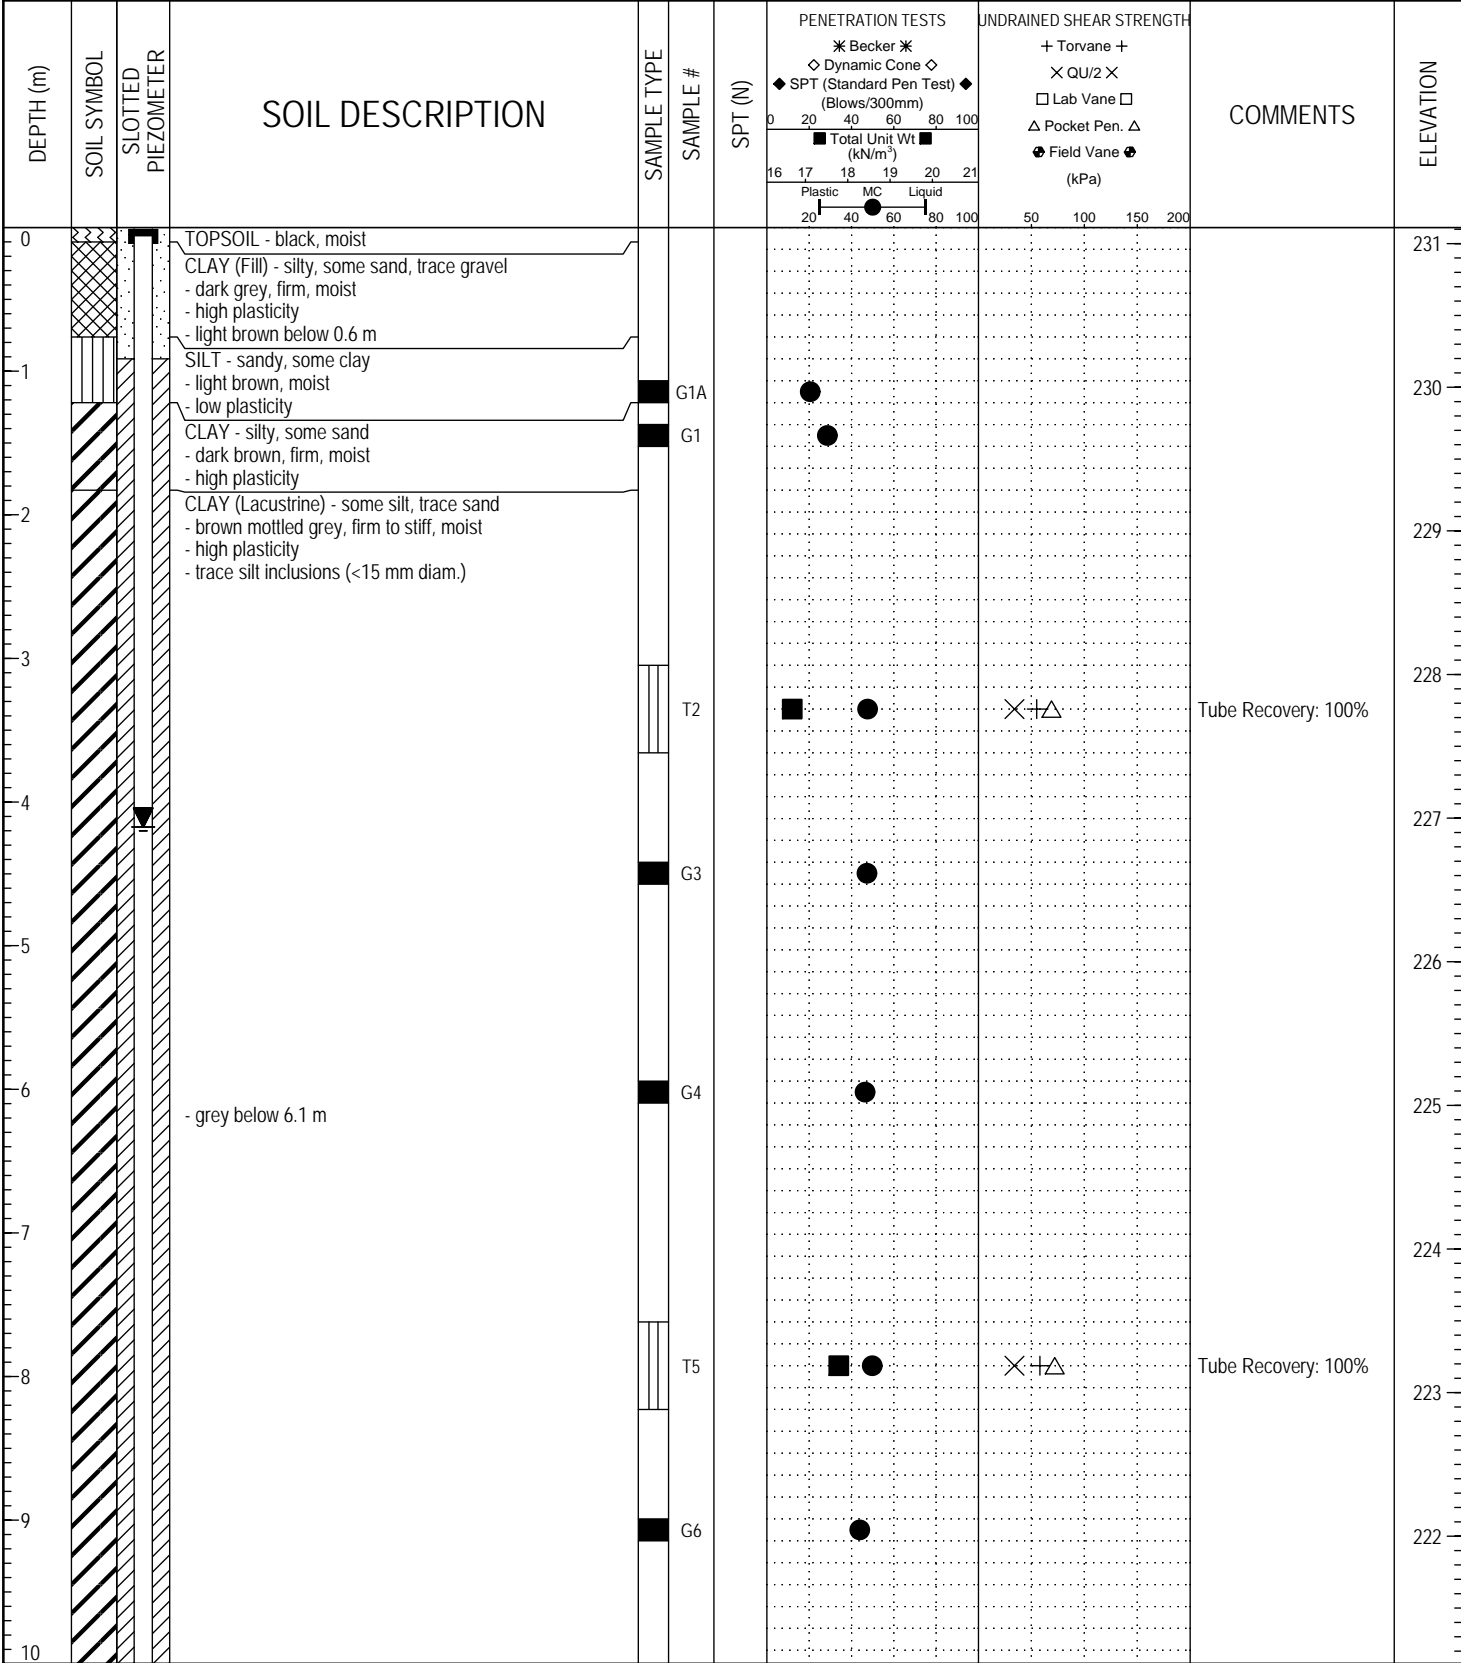 DEPTH (m)
SOIL SYMBOL
SLOTTED
PIEZOMETER
SOIL DESCRIPTION
SAMPLE TYPE
SAMPLE #
SPT (N)
PENETRATION TESTS
✳ Becker ✳
◇ Dynamic Cone ◇
◆ SPT (Standard Pen Test) ◆
(Blows/300mm)
0 20 40 60 80 100
■ Total Unit Wt ■
(kN/m³)
16 17 18 19 20 21
Plastic MC Liquid
20 40 60 80 100
UNDRAINED SHEAR STRENGTH
+ Torvane +
✕ QU/2 ✕
□ Lab Vane □
△ Pocket Pen. △
Field Vane
(kPa)
50 100 150 200
COMMENTS
ELEVATION
0
TOPSOIL - black, moist
231
CLAY (Fill) - silty, some sand, trace gravel
- dark grey, firm, moist
- high plasticity
- light brown below 0.6 m
SILT - sandy, some clay
1
- light brown, moist
G1A
230
- low plasticity
CLAY - silty, some sand
G1
- dark brown, firm, moist
- high plasticity
CLAY (Lacustrine) - some silt, trace sand
2
- brown mottled grey, firm to stiff, moist
229
- high plasticity
- trace silt inclusions (<15 mm diam.)
3
228
T2
Tube Recovery: 100%
4
227
G3
5
226
6
G4
225
- grey below 6.1 m
7
224
T5
Tube Recovery: 100%
8
223
9
G6
222
10